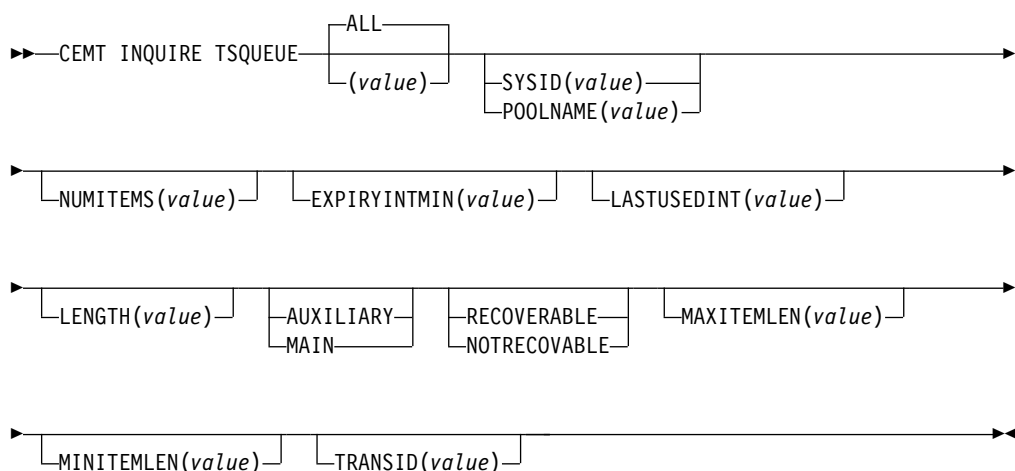 ALL
CEMT INQUIRE TSQUEUE
(value)
SYSID(value)
POOLNAME(value)
NUMITEMS(value)
EXPIRYINTMIN(value)
LASTUSEDINT(value)
LENGTH(value)
AUXILIARY
MAIN
RECOVERABLE
NOTRECOVABLE
MAXITEMLEN(value)
MINITEMLEN(value)
TRANSID(value)